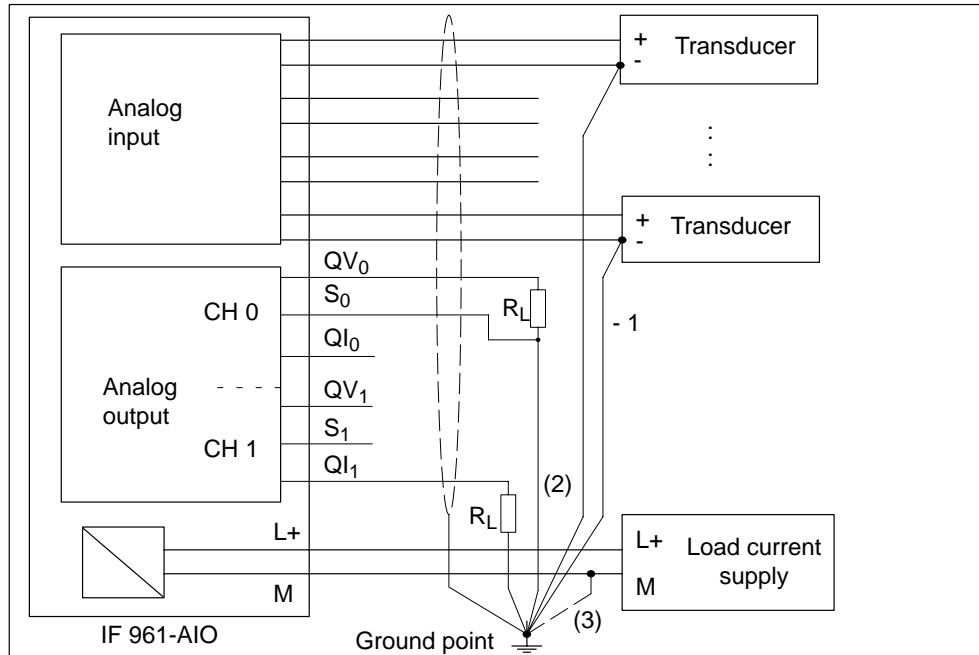 + Transducer
-
Analog
input
:
:
+ Transducer
-
QV0
S0
CH 0
RL
- 1
QI0
Analog
output
QV1
S1
CH 1
QI1
(2)
RL
L+
L+ Load current
supply
M
M
(3)
IF 961-AIO
Ground point